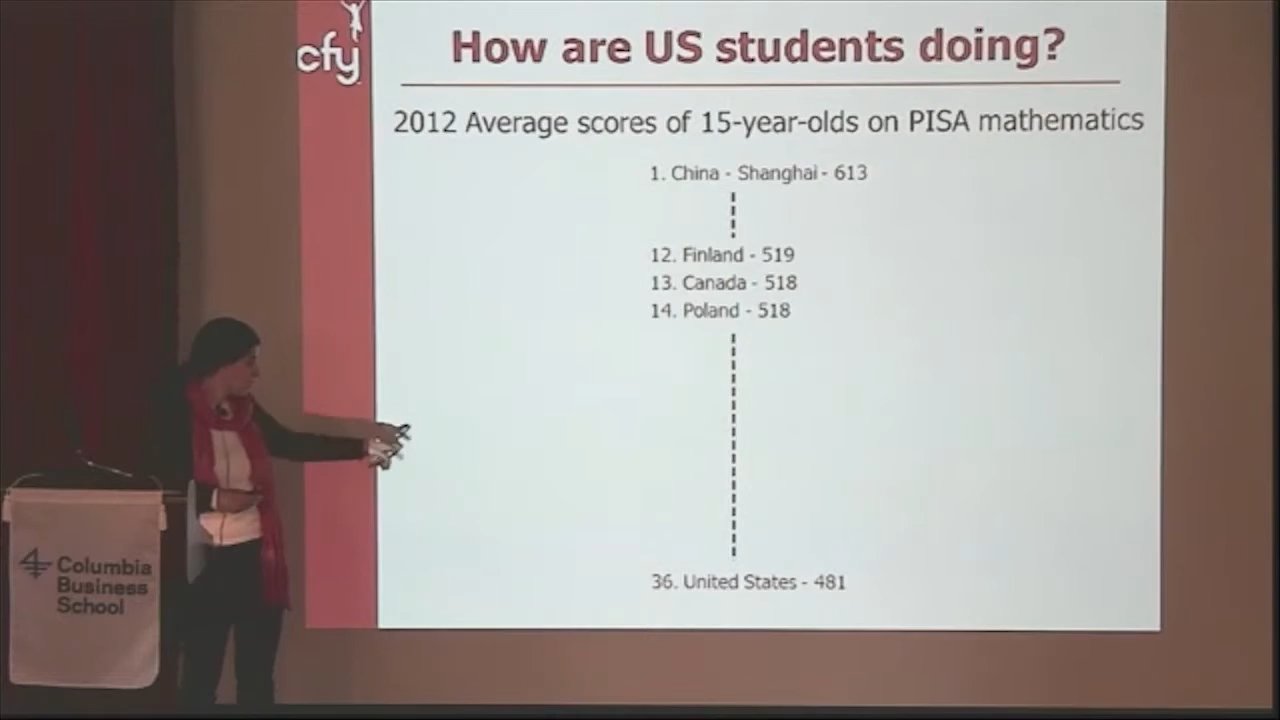 cfy
How are US students doing?
2012 Average scores of 15-year-olds on PISA mathematics
1. China - Shanghai - 613
12. Finland - 519
13. Canada - 518
14. Poland - 518
36. United States - 481
Columbia
Business
School